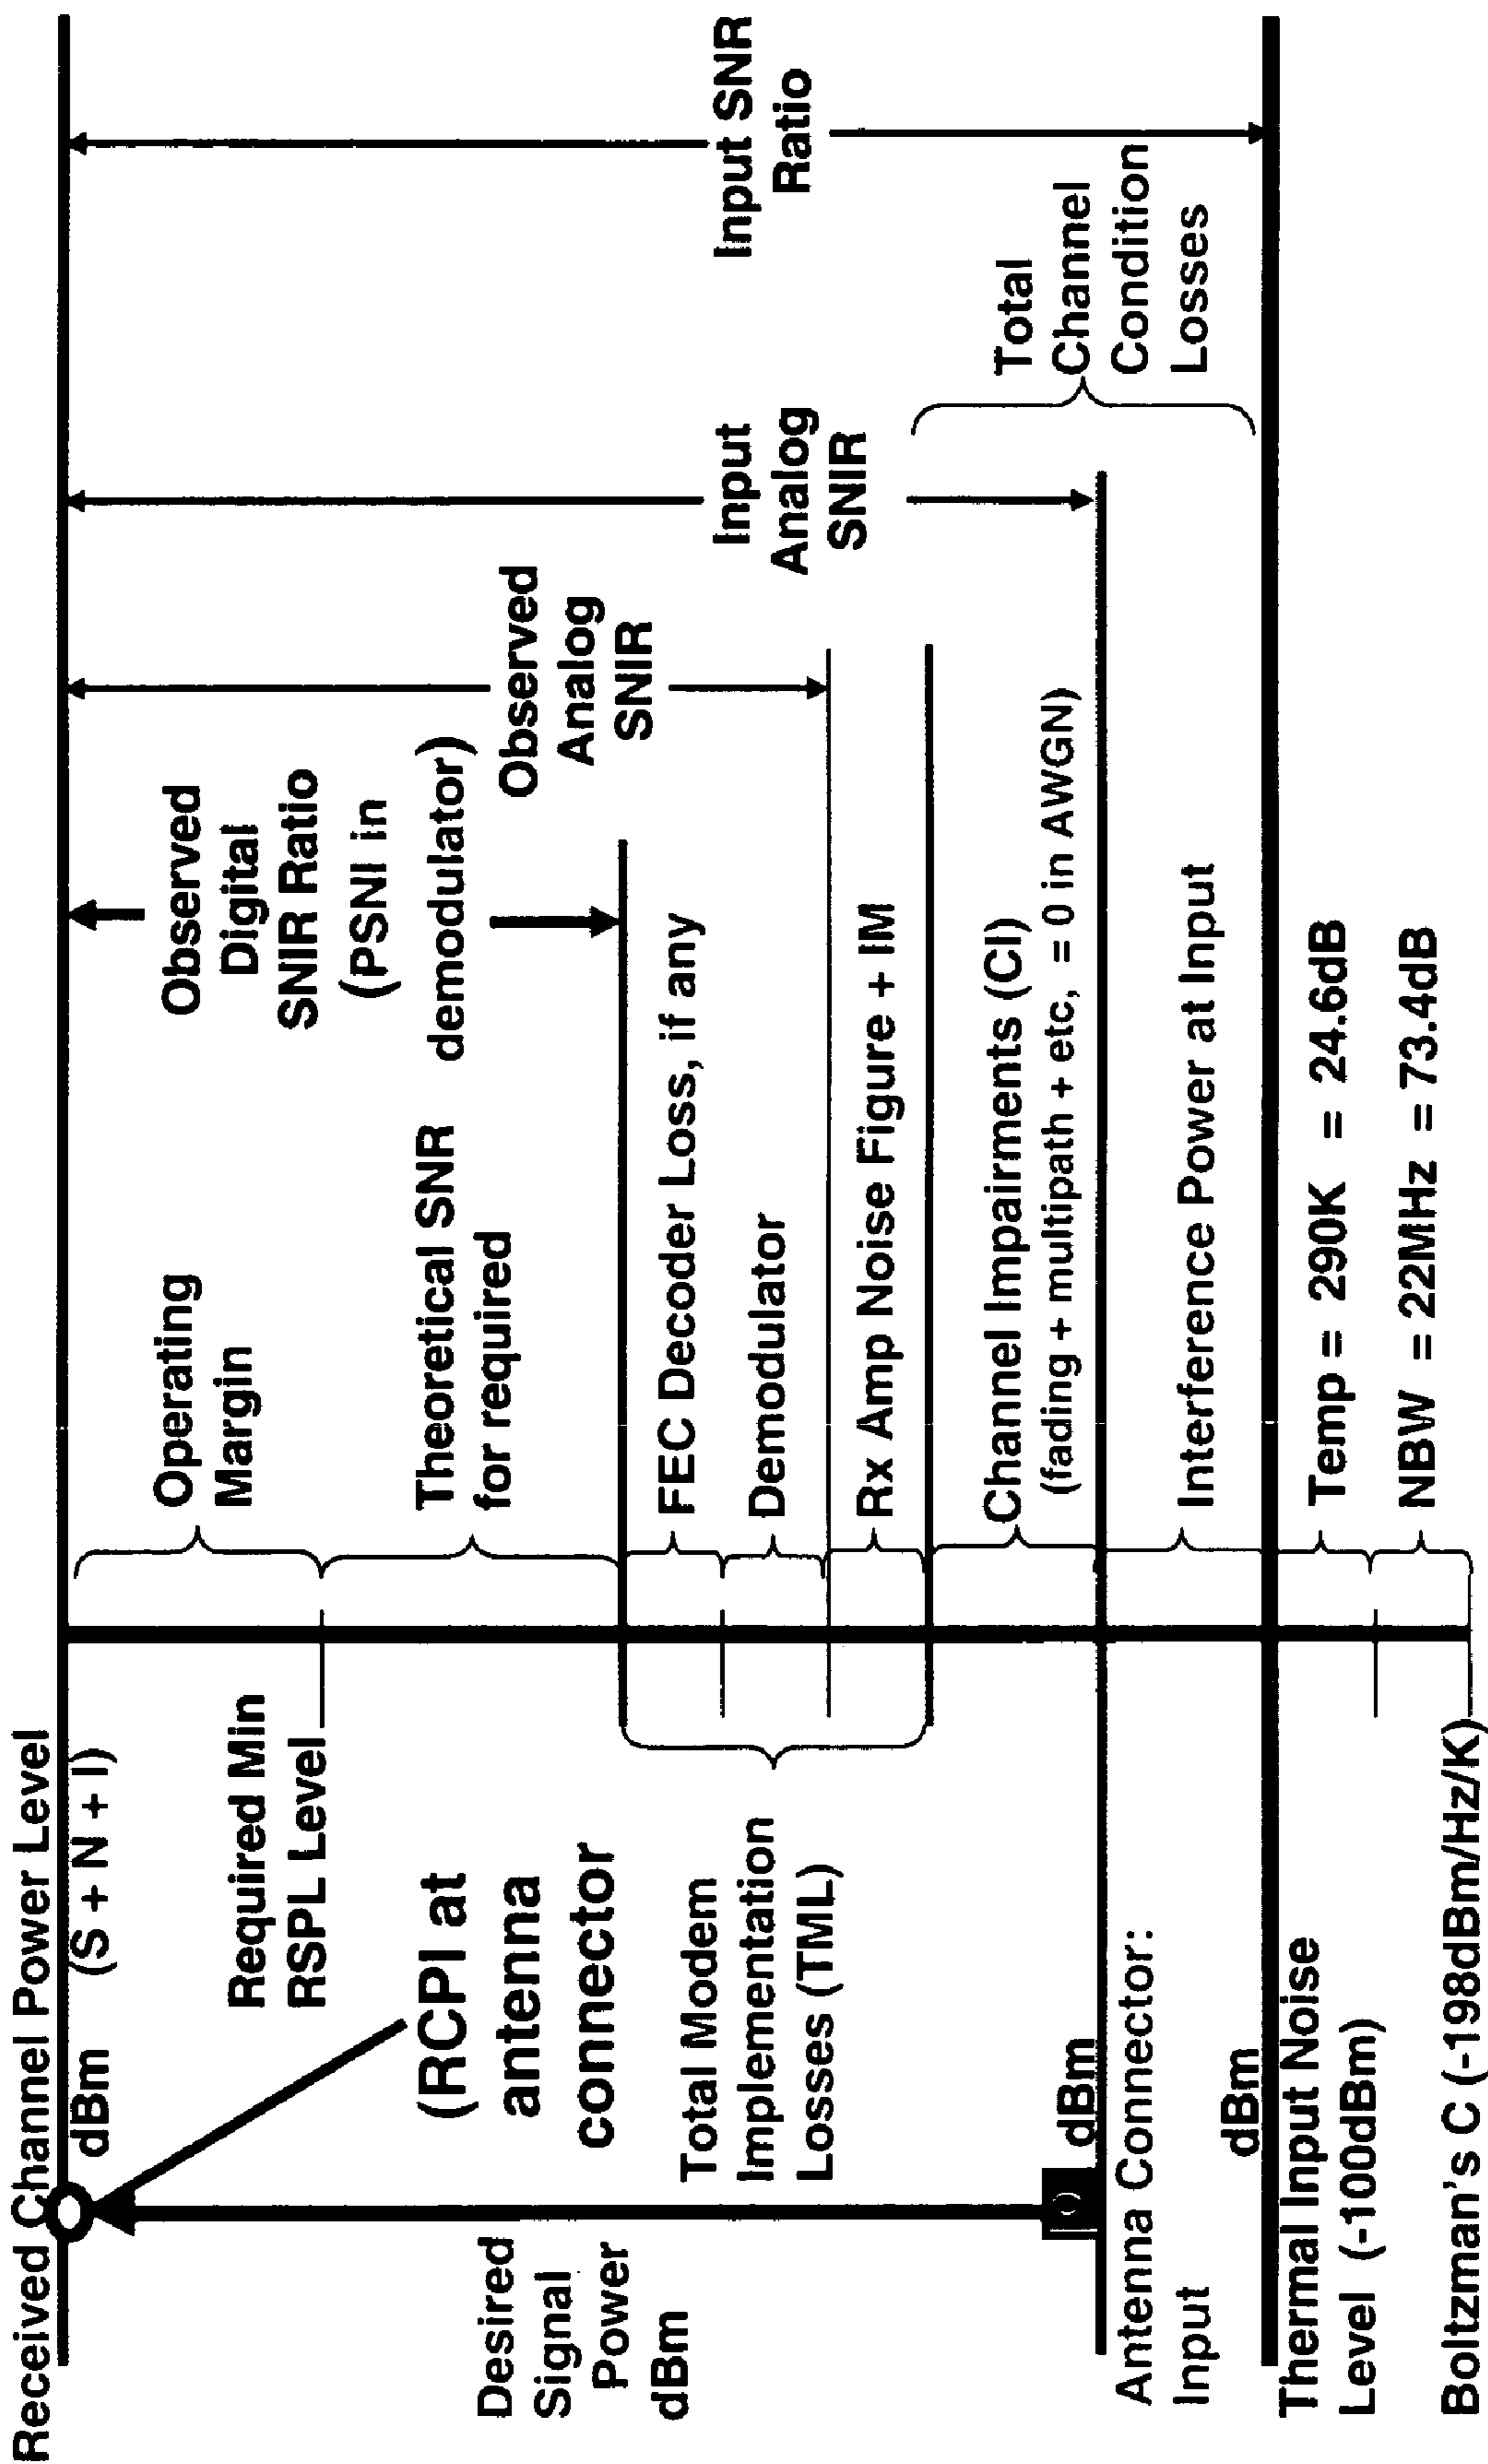 Received Channel Power Level
dBm (S + N + I)
Required Min
RSPL Level
(RCPI at
antenna
connector
Desired
Signal
Power
dBm
Total Modem
Implementation
Losses (TML)
dBm
Antenna Connector:
Input
dBm
Thermal Input Noise
Level (-100dBm)
Boltzman's C (-198dBm/Hz/K)
Operating
Margin
Theoretical SNR
for required
FEC Decoder Loss, if any
Demodulator
Rx Amp Noise Figure + IM
Channel Impairments (CI)
(fading + multipath + etc, = 0 in AWGN)
Interference Power at Input
Temp = 290K = 24.6dB
NBW = 22MHz = 73.4dB
Observed
Digital
SNIR Ratio
(PSNI in
demodulator)
Observed
Analog
SNIR
Input
Analog
SNIR
Total
Channel
Condition
Losses
Input SNR
Ratio